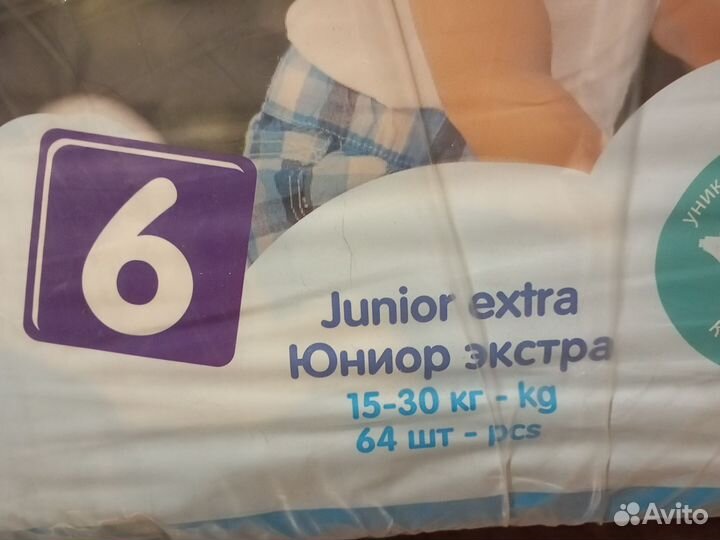 6
Junior extra
Юниор экстра
15-30 кг - kg
64 шт - pcs
Avito